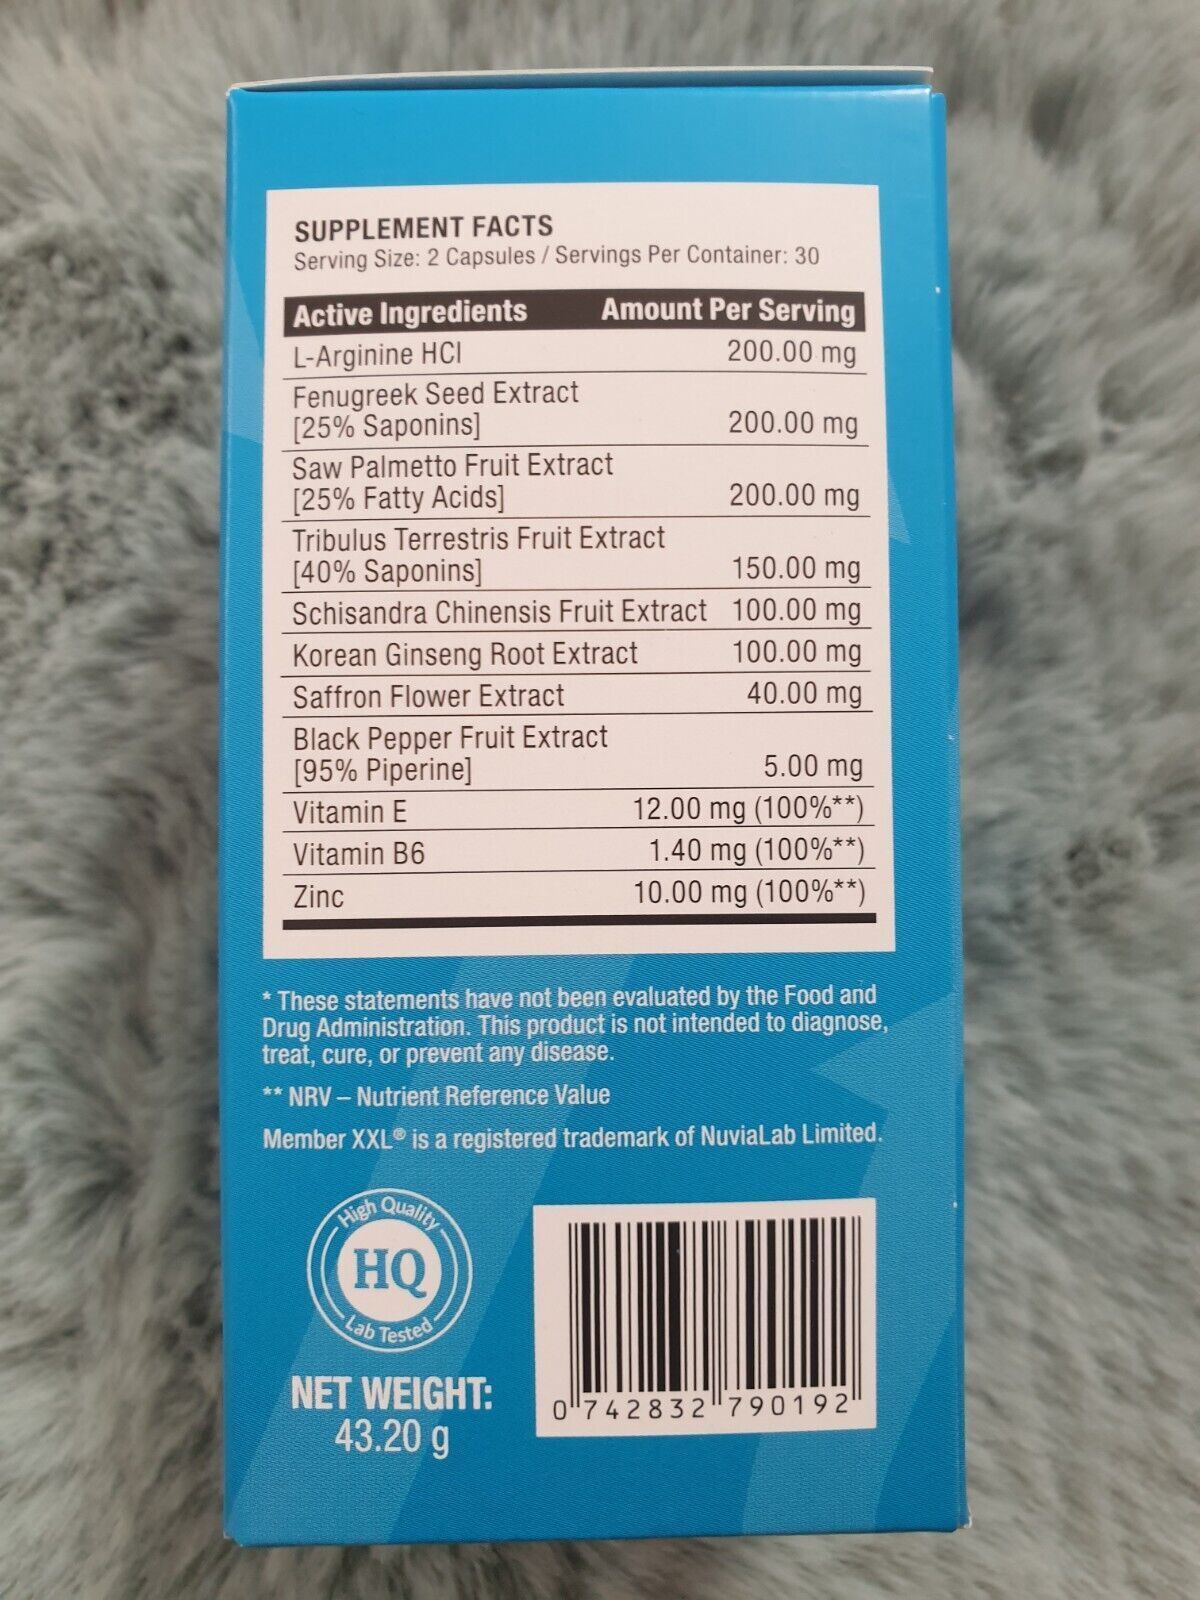 SUPPLEMENT FACTS
Serving Size: 2 Capsules / Servings Per Container: 30
Active Ingredients Amount Per Serving
L-Arginine HCl 200.00 mg
Fenugreek Seed Extract
[25% Saponins] 200.00 mg
Saw Palmetto Fruit Extract
[25% Fatty Acids] 200.00 mg
Tribulus Terrestris Fruit Extract
[40% Saponins] 150.00 mg
Schisandra Chinensis Fruit Extract 100.00 mg
Korean Ginseng Root Extract 100.00 mg
Saffron Flower Extract 40.00 mg
Black Pepper Fruit Extract
[95% Piperine] 5.00 mg
Vitamin E 12.00 mg (100%**)
Vitamin B6 1.40 mg (100%**)
Zinc 10.00 mg (100%**)
* These statements have not been evaluated by the Food and
Drug Administration. This product is not intended to diagnose,
treat, cure, or prevent any disease.
** NRV – Nutrient Reference Value
Member XXL® is a registered trademark of NuviaLab Limited.
High Quality
HQ
Lab Tested
NET WEIGHT:
43.20 g
0 742832 790192